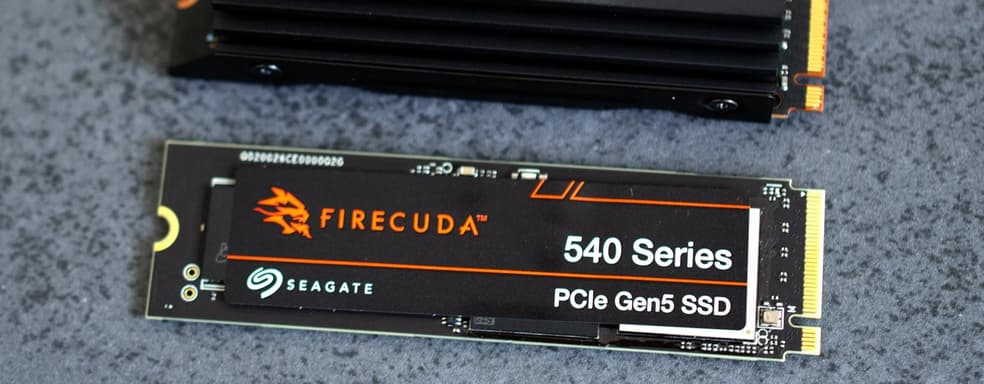 FIRECUDA™
540 Series
SEAGATE
PCIe Gen5 SSD